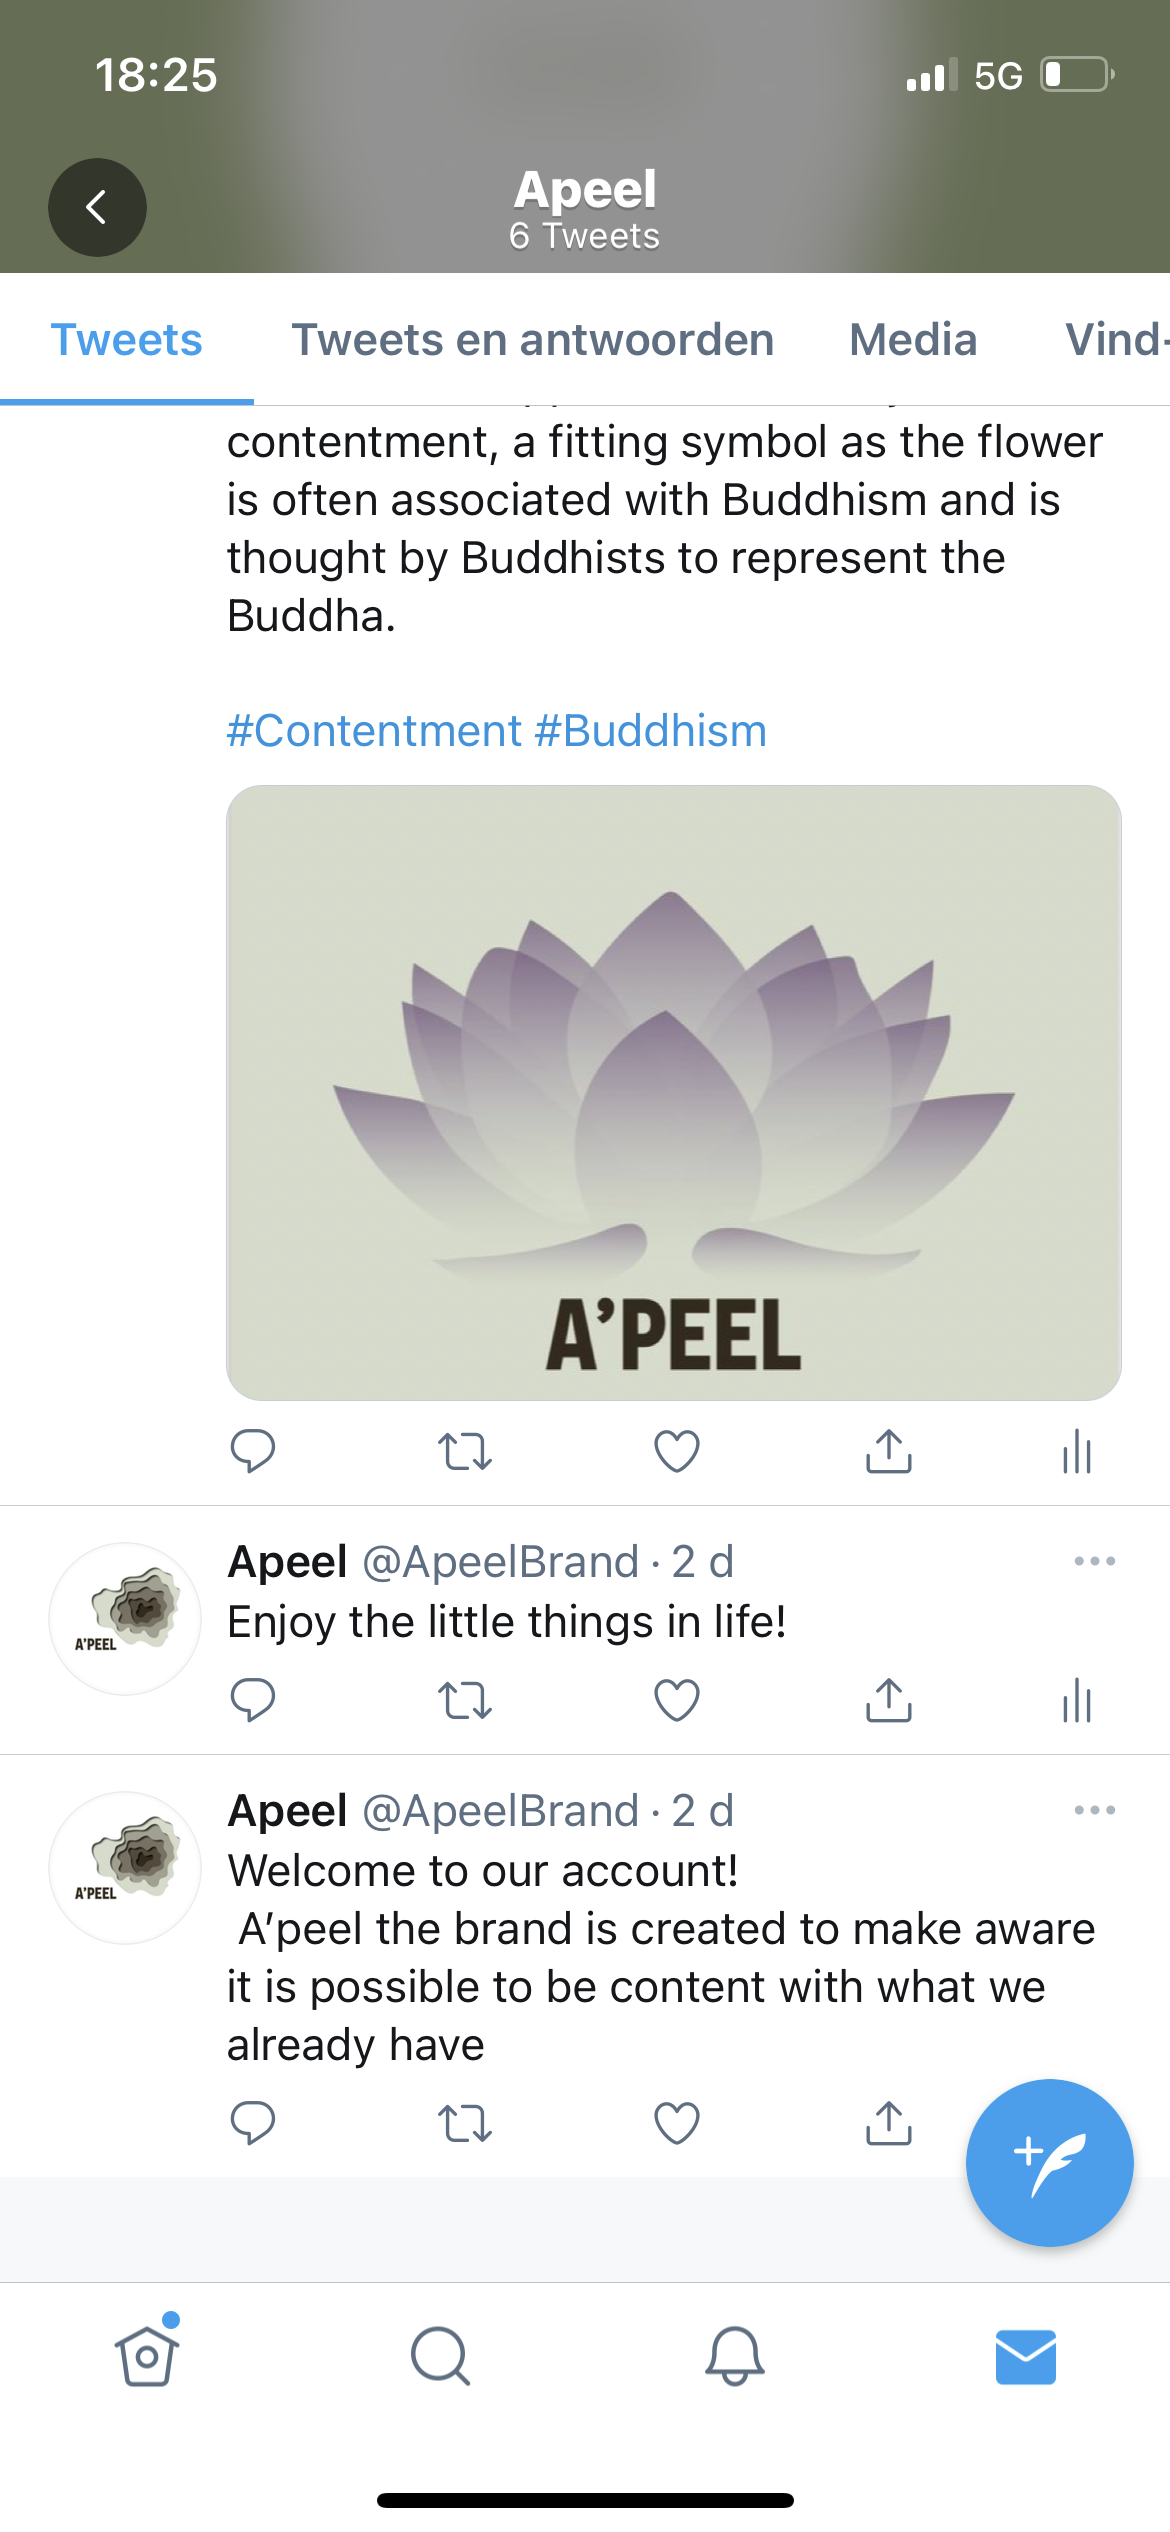 18:25
5G
Apeel
6 Tweets
Tweets Tweets en antwoorden Media Vind-
contentment, a fitting symbol as the flower
is often associated with Buddhism and is
thought by Buddhists to represent the
Buddha.
#Contentment #Buddhism
A’PEEL
Apeel @ApeelBrand · 2 d
A’PEEL
Enjoy the little things in life!
Apeel @ApeelBrand · 2 d
A’PEEL
Welcome to our account!
A’peel the brand is created to make aware
it is possible to be content with what we
already have